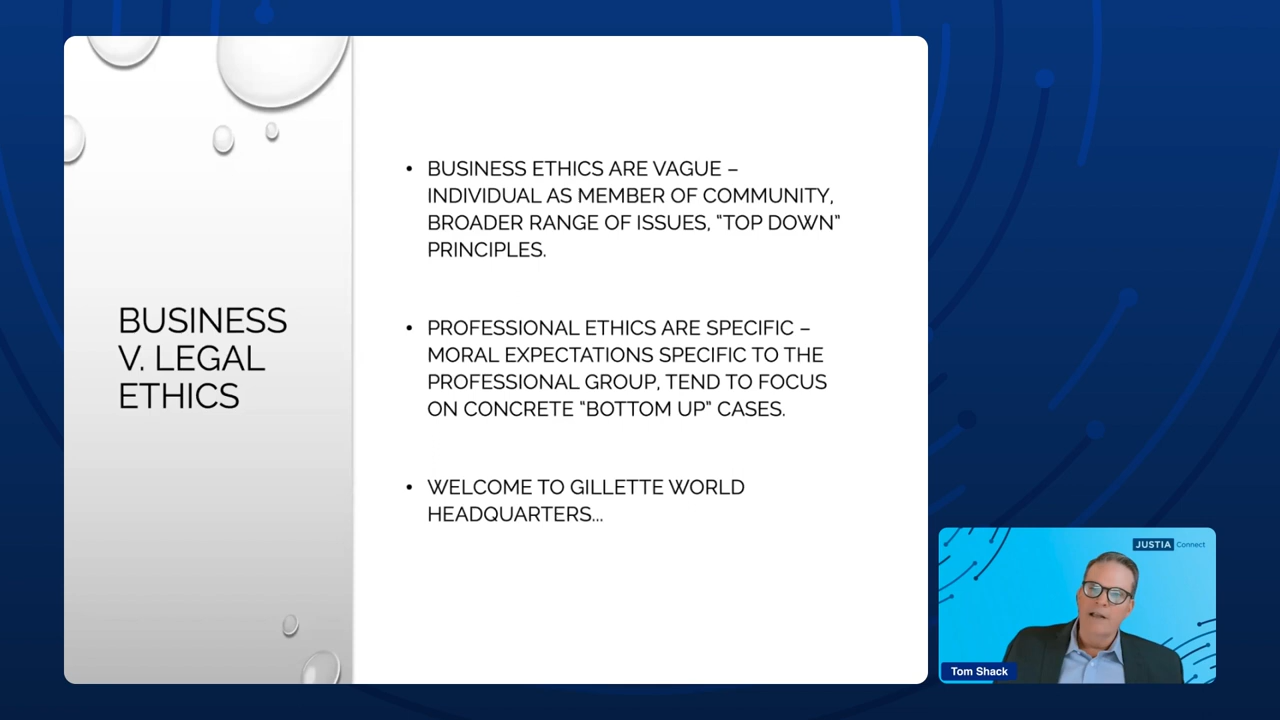 BUSINESS
V. LEGAL
ETHICS
• BUSINESS ETHICS ARE VAGUE –
INDIVIDUAL AS MEMBER OF COMMUNITY,
BROADER RANGE OF ISSUES, "TOP DOWN"
PRINCIPLES.
• PROFESSIONAL ETHICS ARE SPECIFIC –
MORAL EXPECTATIONS SPECIFIC TO THE
PROFESSIONAL GROUP, TEND TO FOCUS
ON CONCRETE "BOTTOM UP" CASES.
• WELCOME TO GILLETTE WORLD
HEADQUARTERS...
JUSTIA Connect
Tom Shack